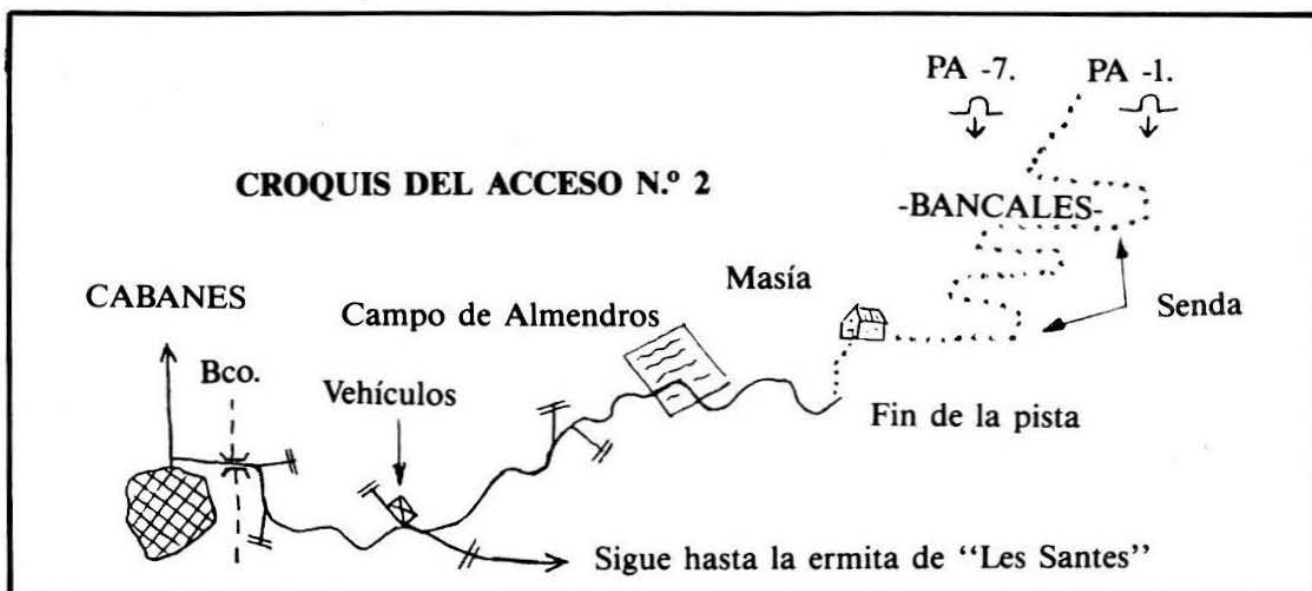 PA -7. PA -1.
CROQUIS DEL ACCESO N.º 2
-BANCALES-
CABANES
Masía
Senda
Campo de Almendros
Bco.
Vehículos
Fin de la pista
Sigue hasta la ermita de “Les Santes”